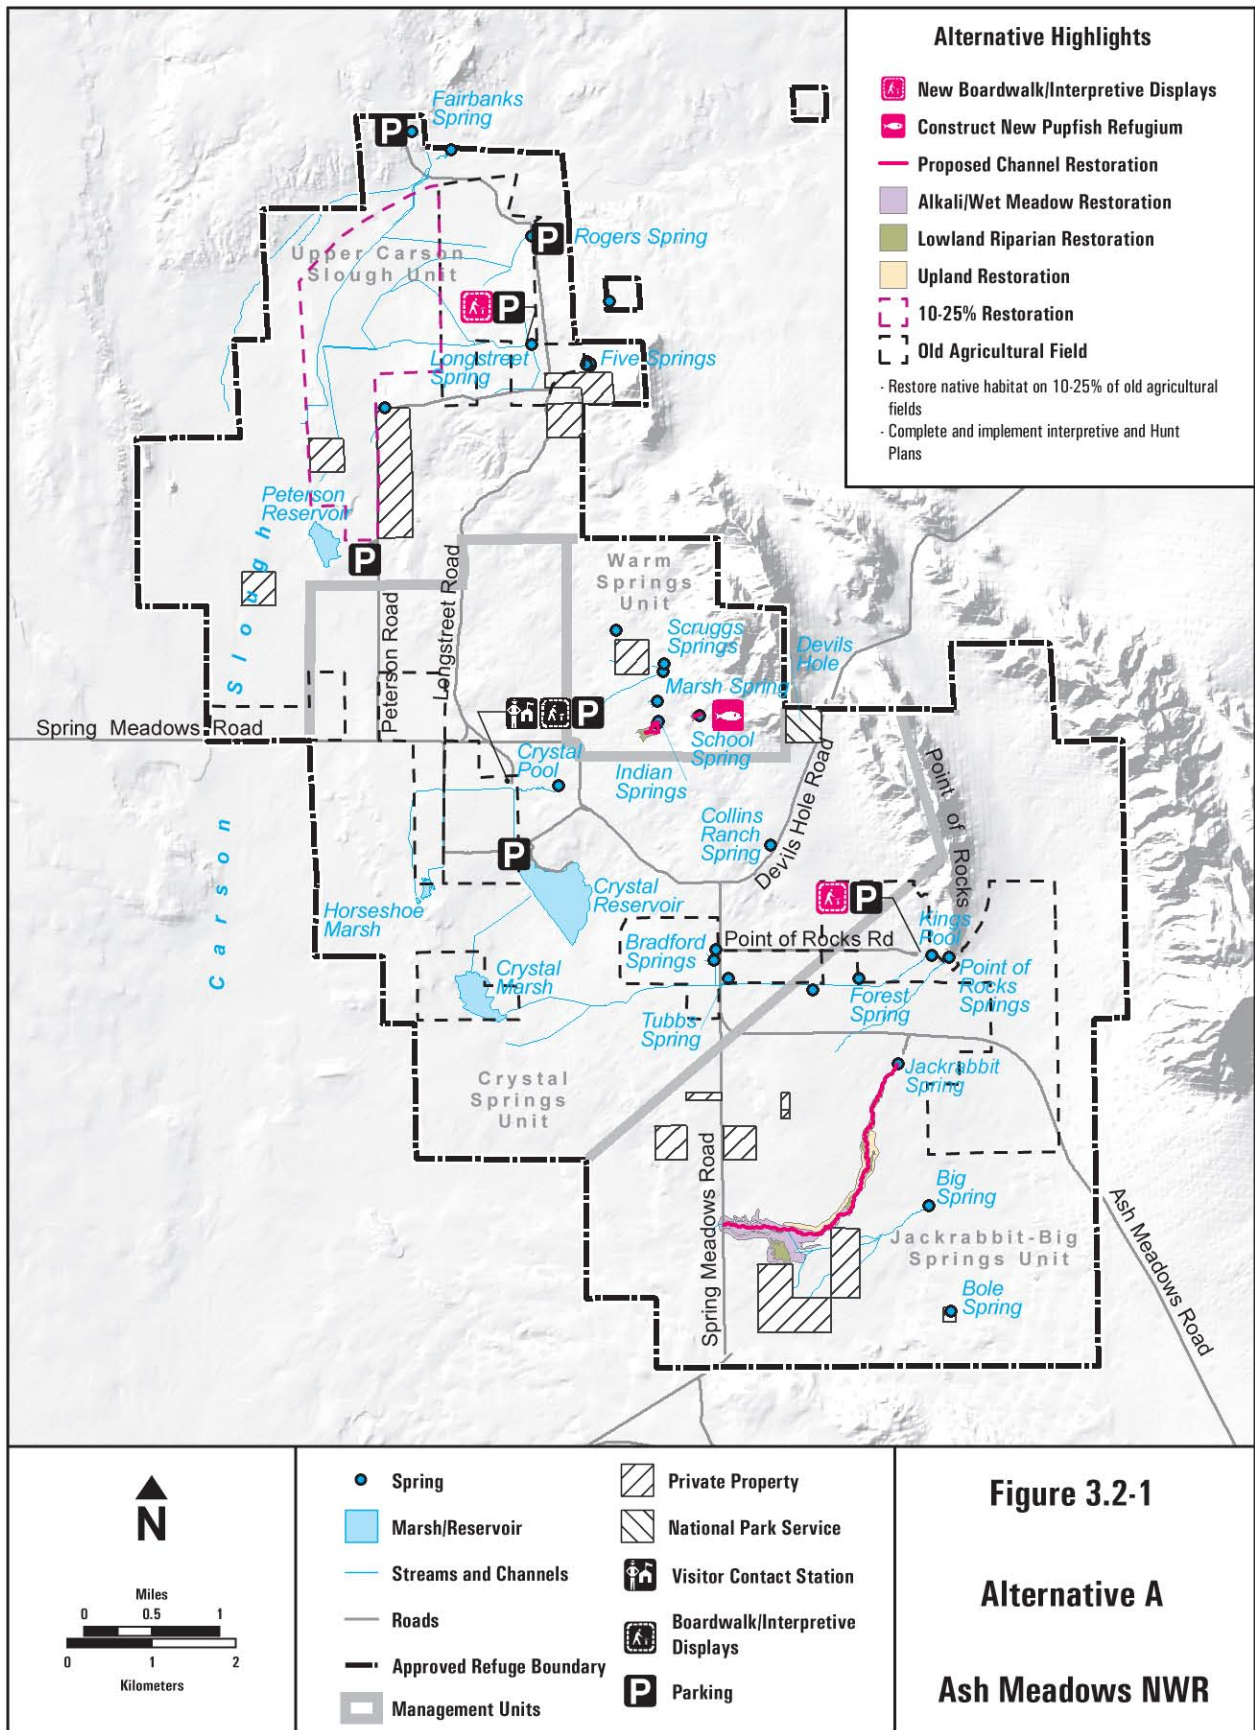 Alternative Highlights
New Boardwalk/Interpretive Displays
Construct New Pupfish Refugium
Proposed Channel Restoration
Alkali/Wet Meadow Restoration
Lowland Riparian Restoration
Upland Restoration
10-25% Restoration
Old Agricultural Field
· Restore native habitat on 10-25% of old agricultural
fields
· Complete and implement interpretive and Hunt
Plans
Fairbanks
Spring
P
Rogers Spring
P
Upper Carson
Slough Unit
P
Longstreet
Spring
Five Springs
Peterson
Reservoir
P
Warm
Springs
Unit
Scruggs
Springs
Devils
Hole
Marsh Spring
Peterson Road
Longstreet Road
P
School
Spring
Spring Meadows Road
Carson Slough
Crystal
Pool
Indian
Springs
Collins
Ranch
Spring
Devils Hole Road
Point of Rocks
P
Crystal
Reservoir
Horseshoe
Marsh
P
Kings
Pool
Bradford
Springs
Point of Rocks Rd
Crystal
Marsh
Point of
Rocks
Springs
Forest
Spring
Tubbs
Spring
Jackrabbit
Spring
Crystal
Springs
Unit
Big
Spring
Jackrabbit-Big
Springs Unit
Bole
Spring
Spring Meadows Road
Ash Meadows Road
N
Miles
0 0.5 1
0 1 2
Kilometers
Spring
Marsh/Reservoir
Streams and Channels
Roads
Approved Refuge Boundary
Management Units
Private Property
National Park Service
Visitor Contact Station
Boardwalk/Interpretive
Displays
P
Parking
Figure 3.2-1
Alternative A
Ash Meadows NWR